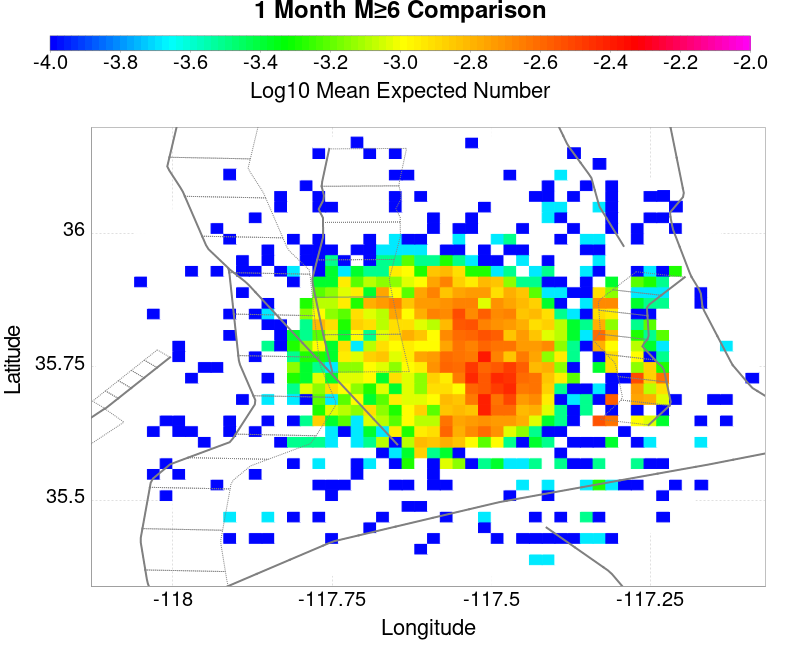 1 Month M≥6 Comparison
-4.0 -3.8 -3.6 -3.4 -3.2 -3.0 -2.8 -2.6 -2.4 -2.2 -2.0
Log10 Mean Expected Number
36
35.75
35.5
Latitude
-118 -117.75 -117.5 -117.25
Longitude